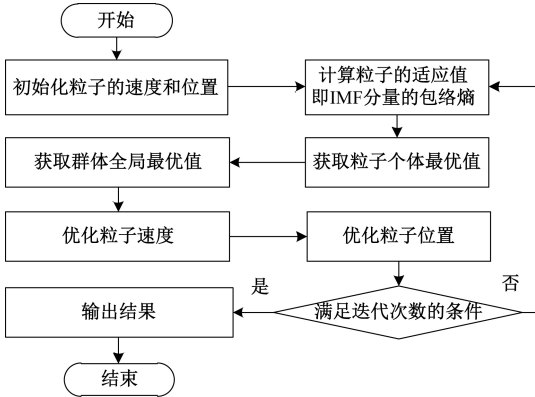 开始
初始化粒子的速度和位置
计算粒子的适应值
即IMF分量的包络熵
获取粒子个体最优值
获取群体全局最优值
优化粒子速度
优化粒子位置
满足迭代次数的条件
是
否
输出结果
结束